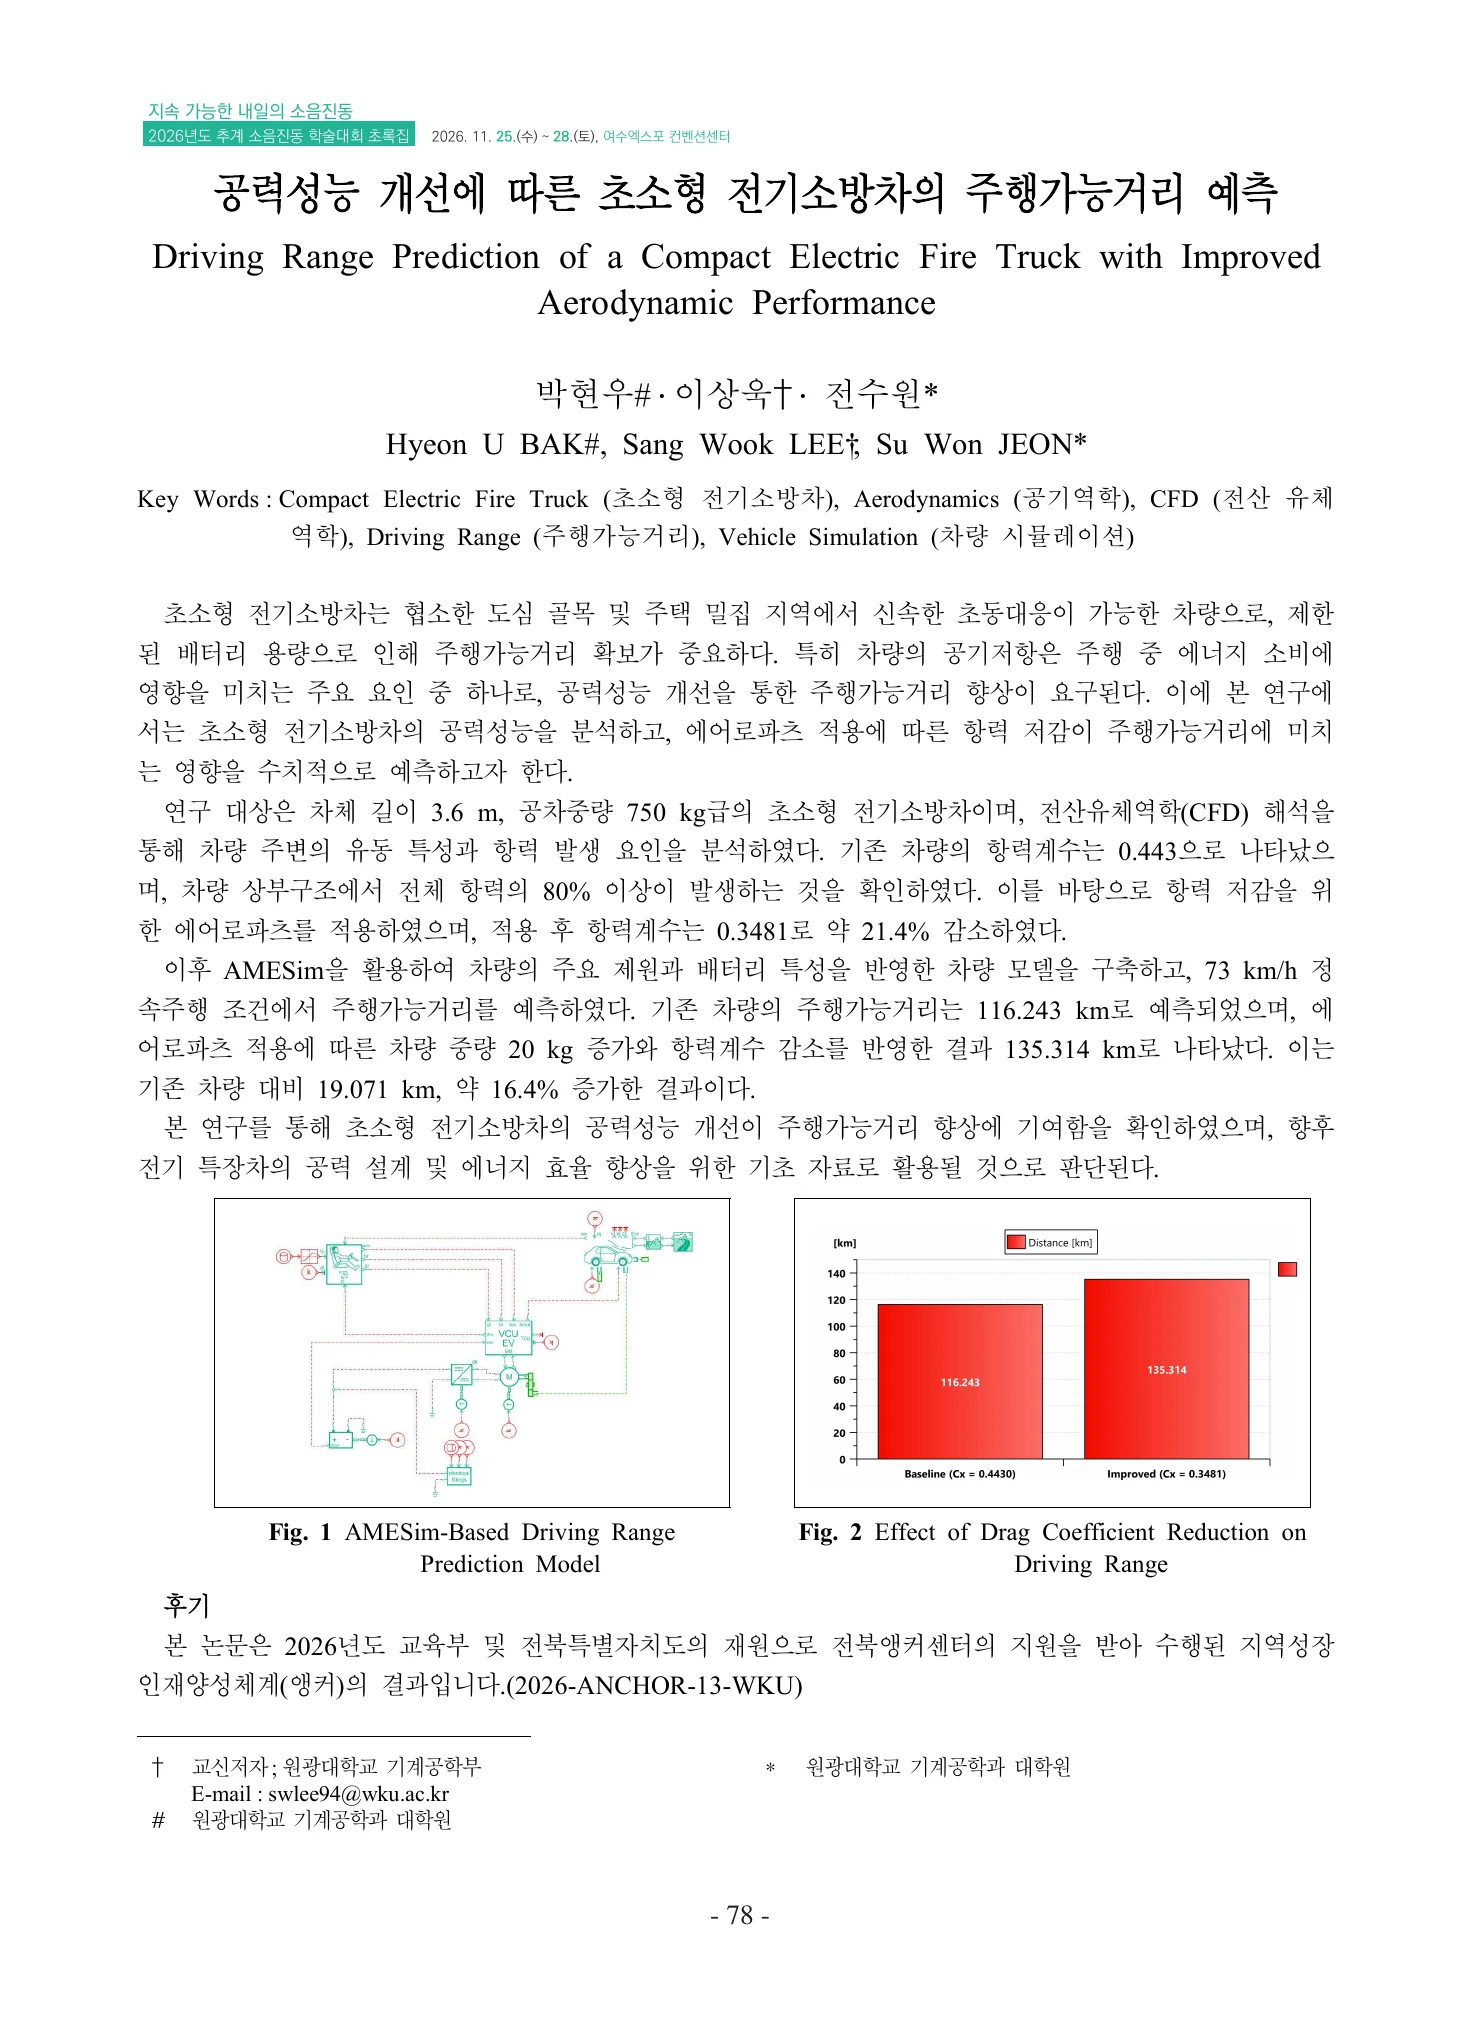 지속 가능한 내일의 소음진동
2026년도 추계 소음진동 학술대회 초록집 2026. 11. 25.(수) ~ 28.(토), 여수엑스포 컨벤션센터
공력성능 개선에 따른 초소형 전기소방차의 주행가능거리 예측
Driving Range Prediction of a Compact Electric Fire Truck with Improved
Aerodynamic Performance
박현우#·이상욱†· 전수원*
Hyeon U BAK#, Sang Wook LEE†, Su Won JEON*
Key Words : Compact Electric Fire Truck (초소형 전기소방차), Aerodynamics (공기역학), CFD (전산 유체
역학), Driving Range (주행가능거리), Vehicle Simulation (차량 시뮬레이션)
초소형 전기소방차는 협소한 도심 골목 및 주택 밀집 지역에서 신속한 초동대응이 가능한 차량으로, 제한
된 배터리 용량으로 인해 주행가능거리 확보가 중요하다. 특히 차량의 공기저항은 주행 중 에너지 소비에
영향을 미치는 주요 요인 중 하나로, 공력성능 개선을 통한 주행가능거리 향상이 요구된다. 이에 본 연구에
서는 초소형 전기소방차의 공력성능을 분석하고, 에어로파츠 적용에 따른 항력 저감이 주행가능거리에 미치
는 영향을 수치적으로 예측하고자 한다.
연구 대상은 차체 길이 3.6 m, 공차중량 750 kg급의 초소형 전기소방차이며, 전산유체역학(CFD) 해석을
통해 차량 주변의 유동 특성과 항력 발생 요인을 분석하였다. 기존 차량의 항력계수는 0.443으로 나타났으
며, 차량 상부구조에서 전체 항력의 80% 이상이 발생하는 것을 확인하였다. 이를 바탕으로 항력 저감을 위
한 에어로파츠를 적용하였으며, 적용 후 항력계수는 0.3481로 약 21.4% 감소하였다.
이후 AMESim을 활용하여 차량의 주요 제원과 배터리 특성을 반영한 차량 모델을 구축하고, 73 km/h 정
속주행 조건에서 주행가능거리를 예측하였다. 기존 차량의 주행가능거리는 116.243 km로 예측되었으며, 에
어로파츠 적용에 따른 차량 중량 20 kg 증가와 항력계수 감소를 반영한 결과 135.314 km로 나타났다. 이는
기존 차량 대비 19.071 km, 약 16.4% 증가한 결과이다.
본 연구를 통해 초소형 전기소방차의 공력성능 개선이 주행가능거리 향상에 기여함을 확인하였으며, 향후
전기 특장차의 공력 설계 및 에너지 효율 향상을 위한 기초 자료로 활용될 것으로 판단된다.
VCU
EV
M
electrical
fittings
Fig. 1 AMESim-Based Driving Range
Prediction Model
[km]
Distance [km]
140
120
100
80
60
40
20
0
116.243
135.314
Baseline (Cx = 0.4430)
Improved (Cx = 0.3481)
Fig. 2 Effect of Drag Coefficient Reduction on
Driving Range
후기
본 논문은 2026년도 교육부 및 전북특별자치도의 재원으로 전북앵커센터의 지원을 받아 수행된 지역성장
인재양성체계(앵커)의 결과입니다.(2026-ANCHOR-13-WKU)
† 교신저자; 원광대학교 기계공학부
E-mail : swlee94@wku.ac.kr
# 원광대학교 기계공학과 대학원
* 원광대학교 기계공학과 대학원
- 78 -